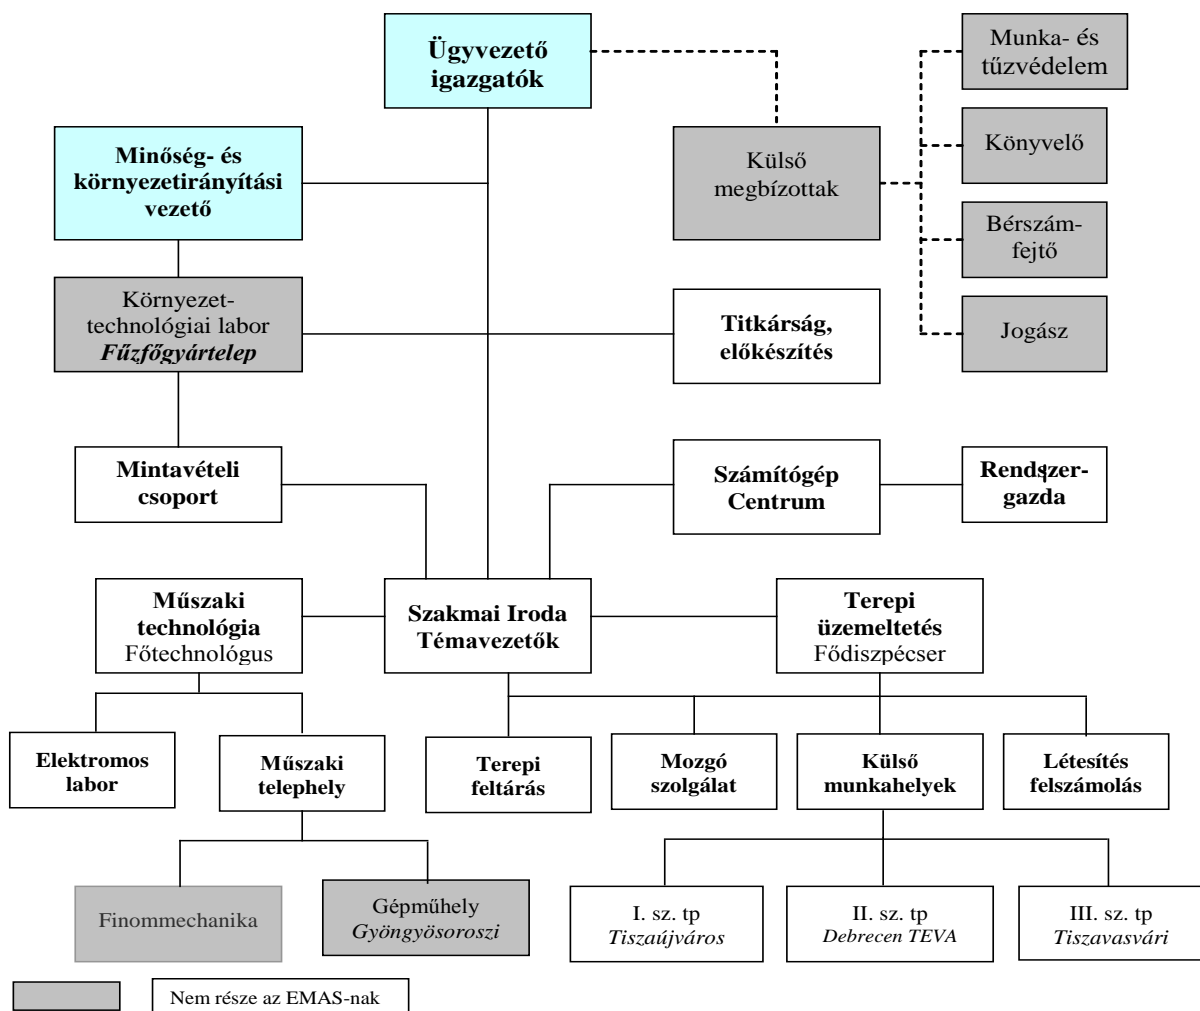 Ügyvezető
igazgatók
Munka- és
tűzvédelem
Könyvelő
Bérszám-
fejtő
Jogász
Külső
megbízottak
Minőség- és
környezetirányítási
vezető
Környezet-
technológiai labor
Fűzfőgyártelep
Titkárság,
előkészítés
Mintavételi
csoport
Számítógép
Centrum
Rendszer-
gazda
Műszaki
technológia
Főtechnológus
Szakmai Iroda
Témavezetők
Terepi
üzemeltetés
Fődiszpécser
Elektromos
labor
Műszaki
telephely
Terepi
feltárás
Mozgó
szolgálat
Külső
munkahelyek
Létesítés
felszámolás
Finommechanika
Gépműhely
Gyöngyösoroszi
I. sz. tp
Tiszaújváros
II. sz. tp
Debrecen TEVA
III. sz. tp
Tiszavasvári
Nem része az EMAS-nak